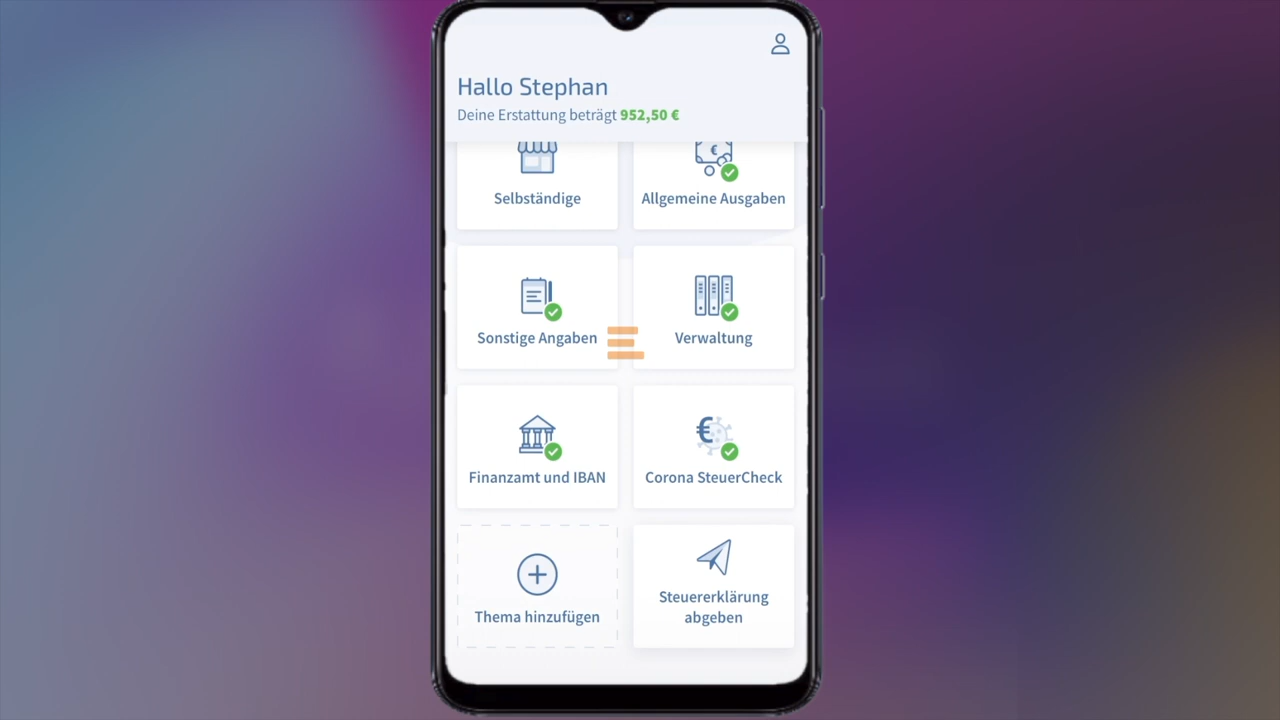 Hallo Stephan
Deine Erstattung beträgt 952,50 €
Selbständige
Allgemeine Ausgaben
Sonstige Angaben
Verwaltung
Finanzamt und IBAN
Corona SteuerCheck
Thema hinzufügen
Steuererklärung
abgeben